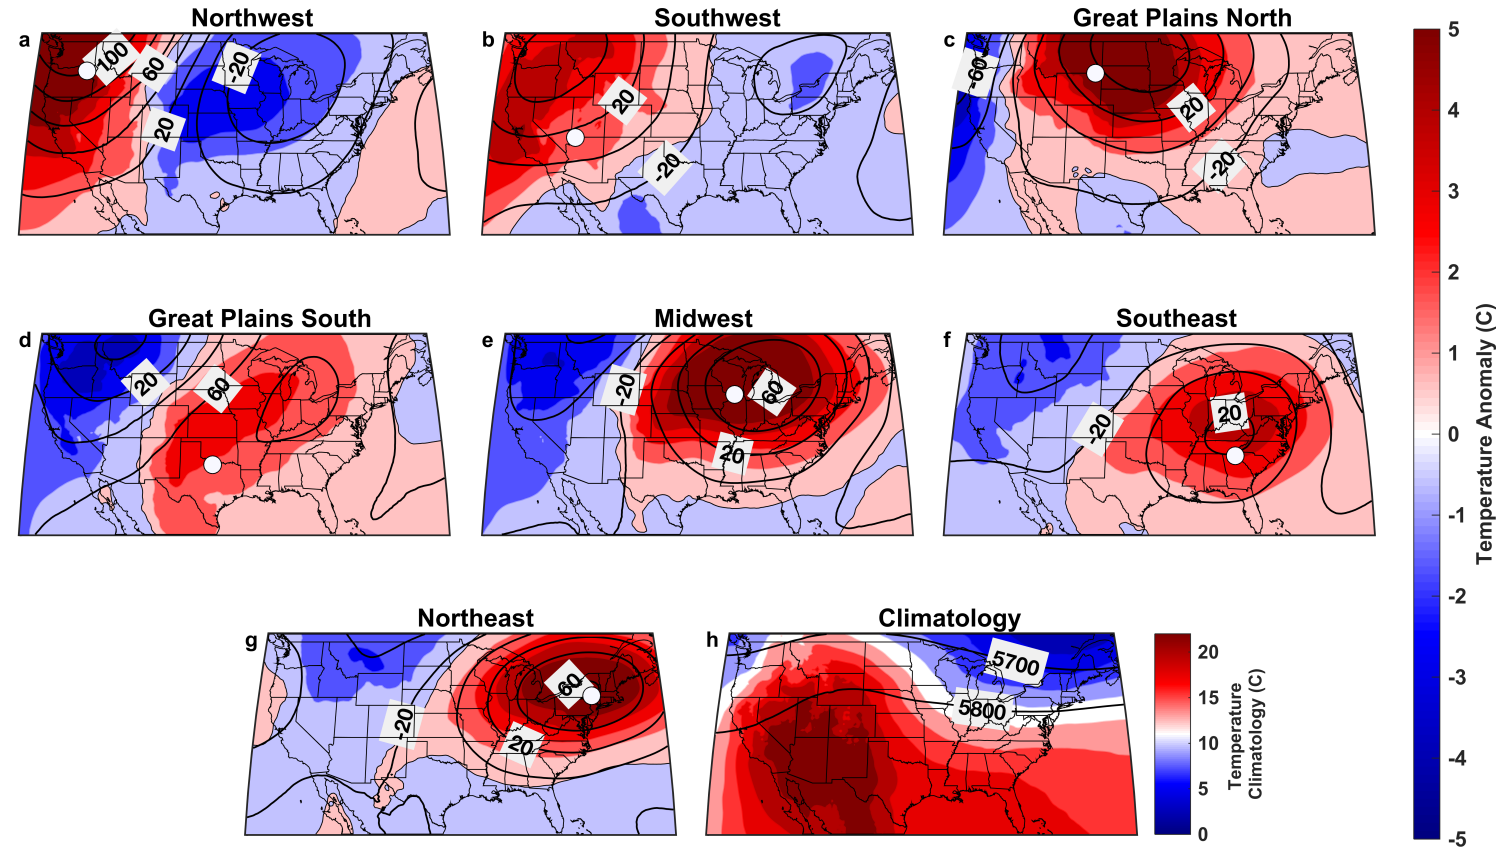 Northwest
Southwest
Great Plains North
a
100
60
-20
20
b
20
-20
c
-60
20
-20
Great Plains South
Midwest
Southeast
d
20
60
e
-20
60
20
f
-20
20
Northeast
Climatology
g
-20
60
20
h
5700
5800
20
15
10
5
0
Temperature
Climatology (C)
5
4
3
2
1
0
-1
-2
-3
-4
-5
Temperature Anomaly (C)